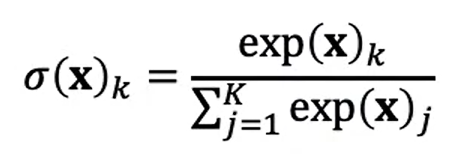 σ(𝐱)ₖ = exp(𝐱)ₖ / ∑ⱼ₌₁ᴷ exp(𝐱)ⱼ